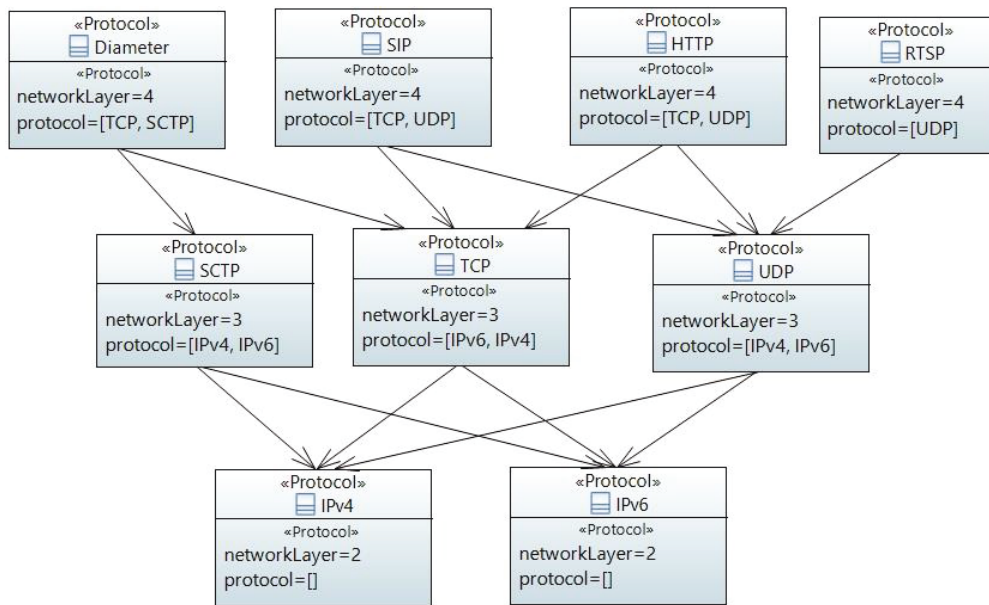 «Protocol»
Diameter
«Protocol»
networkLayer=4
protocol=[TCP, SCTP]
«Protocol»
SIP
«Protocol»
networkLayer=4
protocol=[TCP, UDP]
«Protocol»
HTTP
«Protocol»
networkLayer=4
protocol=[TCP, UDP]
«Protocol»
RTSP
«Protocol»
networkLayer=4
protocol=[UDP]
«Protocol»
SCTP
«Protocol»
networkLayer=3
protocol=[IPv4, IPv6]
«Protocol»
TCP
«Protocol»
networkLayer=3
protocol=[IPv6, IPv4]
«Protocol»
UDP
«Protocol»
networkLayer=3
protocol=[IPv4, IPv6]
«Protocol»
IPv4
«Protocol»
networkLayer=2
protocol=[]
«Protocol»
IPv6
«Protocol»
networkLayer=2
protocol=[]